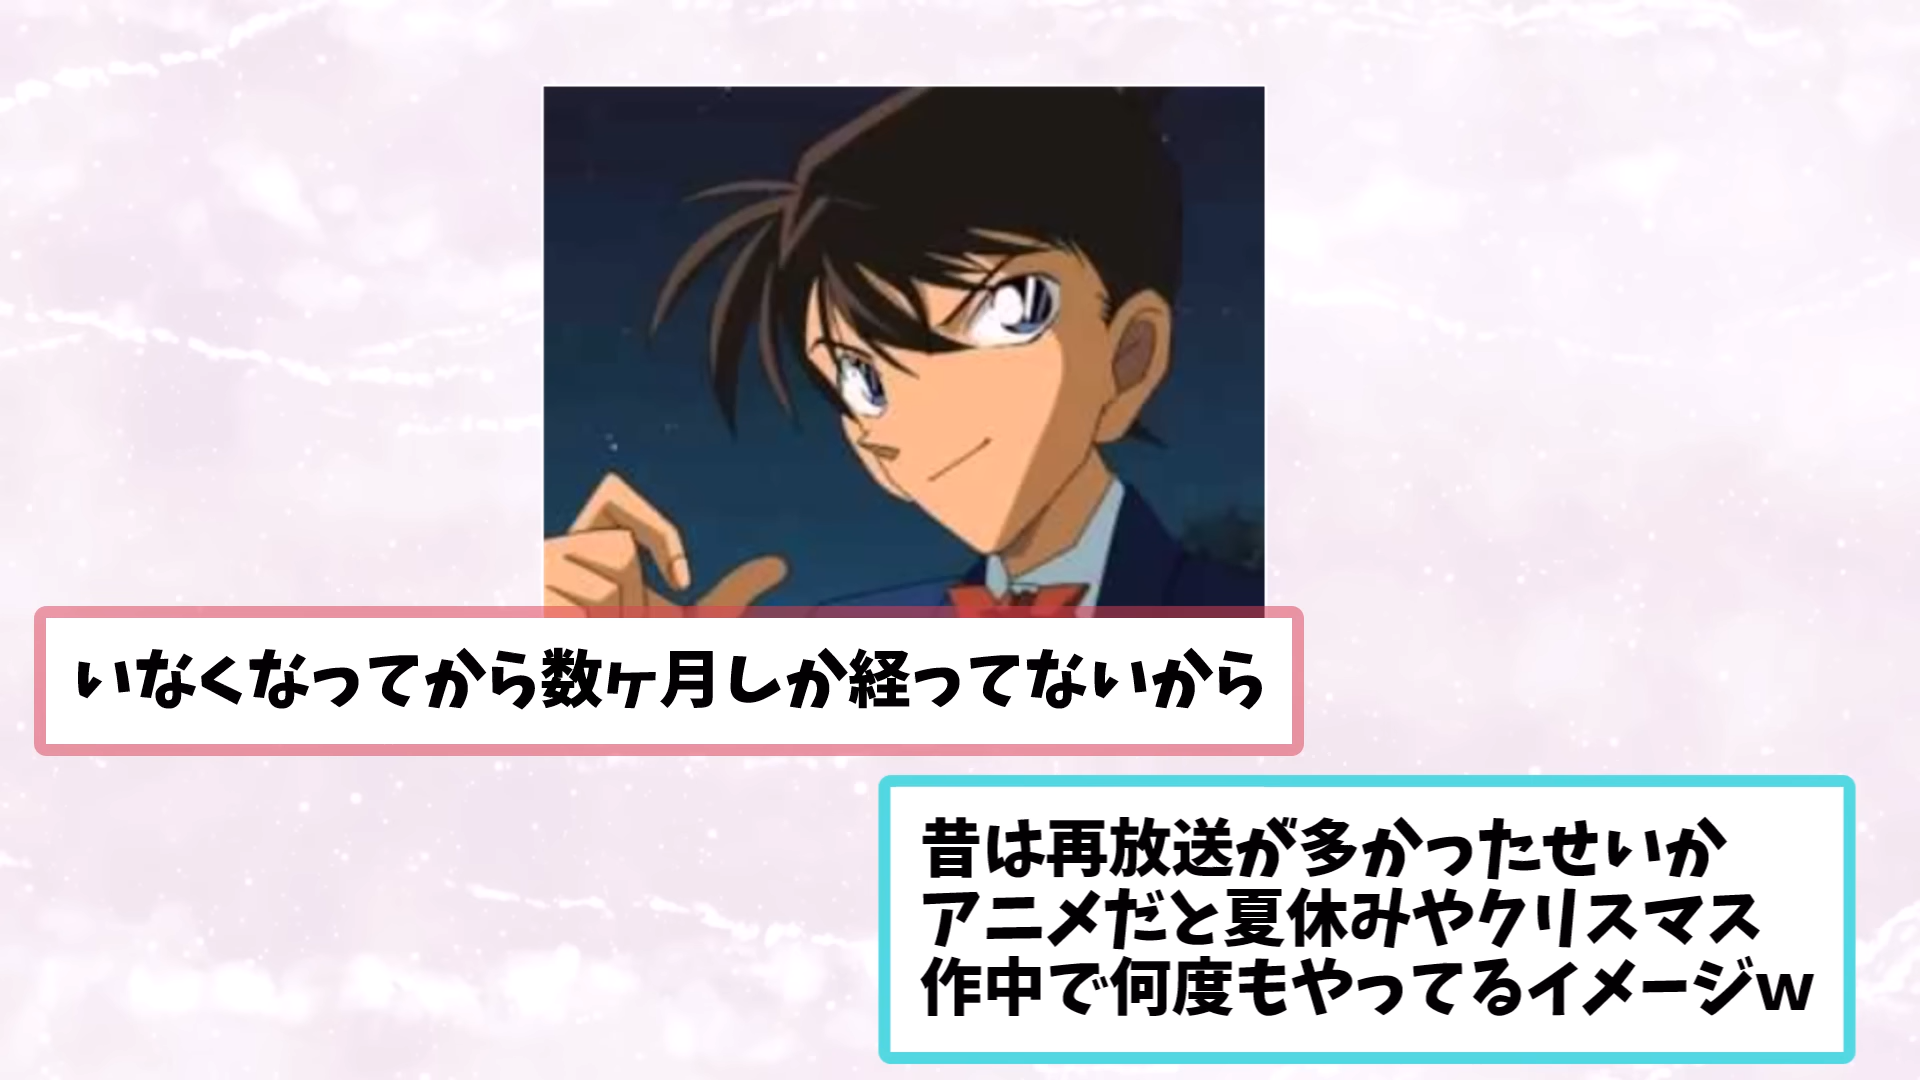 いなくなってから数ヶ月しか経ってないから
昔は再放送が多かったせいか
アニメだと夏休みやクリスマス
作中で何度もやってるイメージw